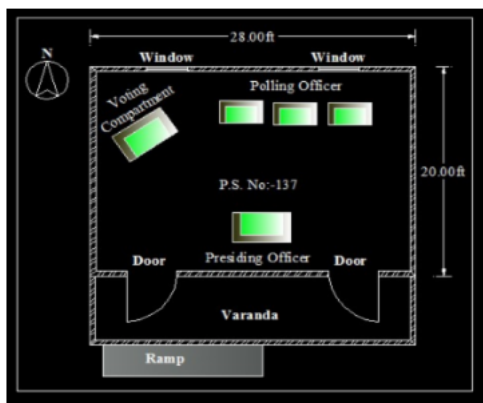 28.00ft
N
Window
Window
Voting
Compartment
Polling Officer
P.S. No:-137
20.00ft
Door
Presiding Officer
Door
Varanda
Ramp